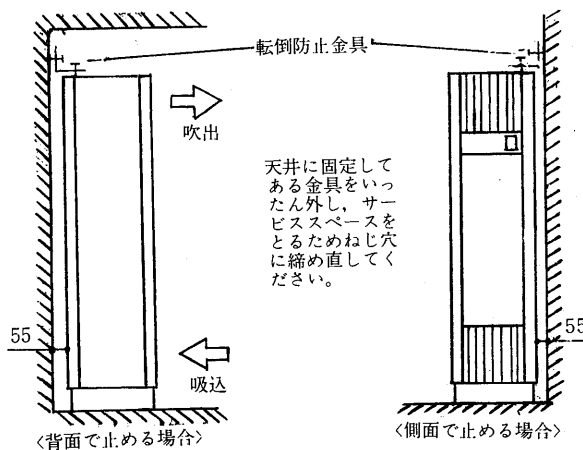 転倒防止金具
吹出
天井に固定して
ある金具をいっ
たん外し，サー
ビススペースを
とるためねじ穴
に締め直してく
ださい。
55
55
吸込
〈背面で止める場合〉
〈側面で止める場合〉